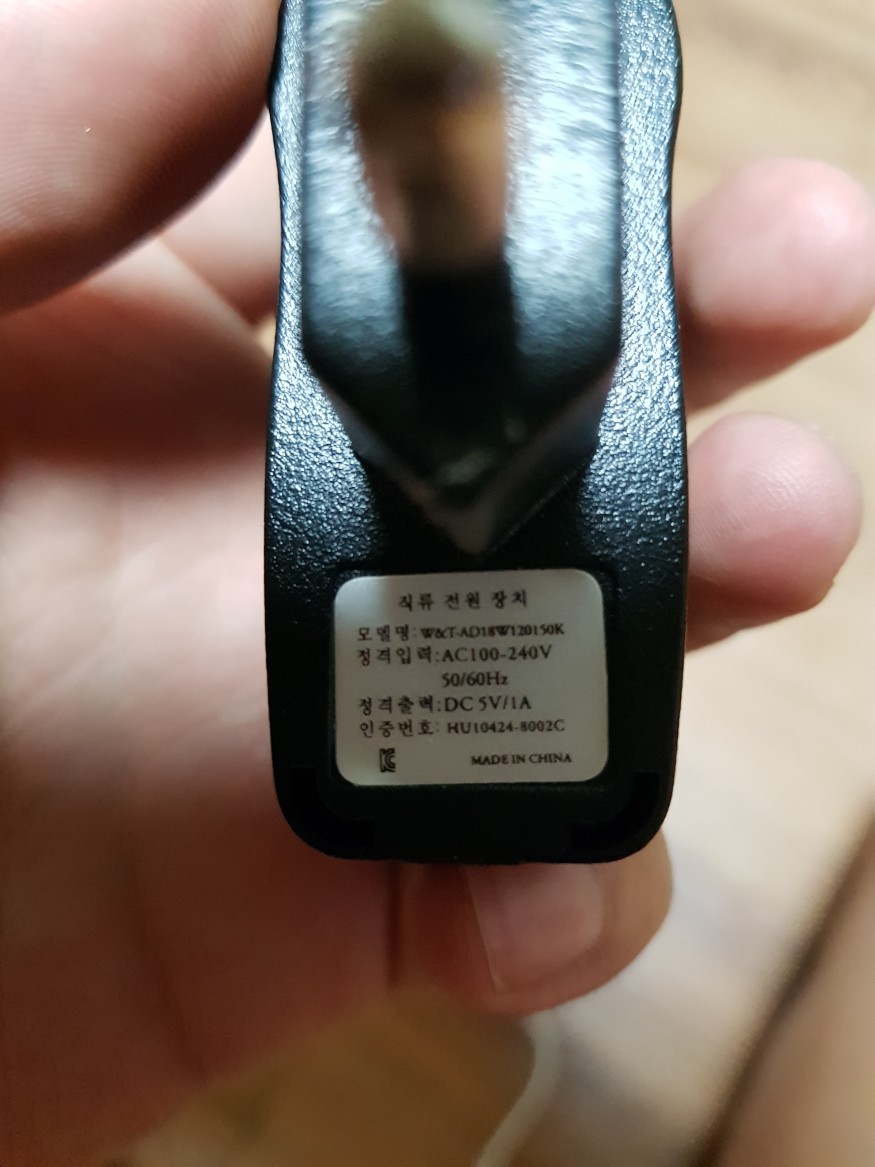 직류 전원 장치
모델명: W&T-AD18W120150K
정격입력:AC100-240V
50/60Hz
정격출력:DC 5V/1A
인증번호: HU10424-8002C
MADE IN CHINA